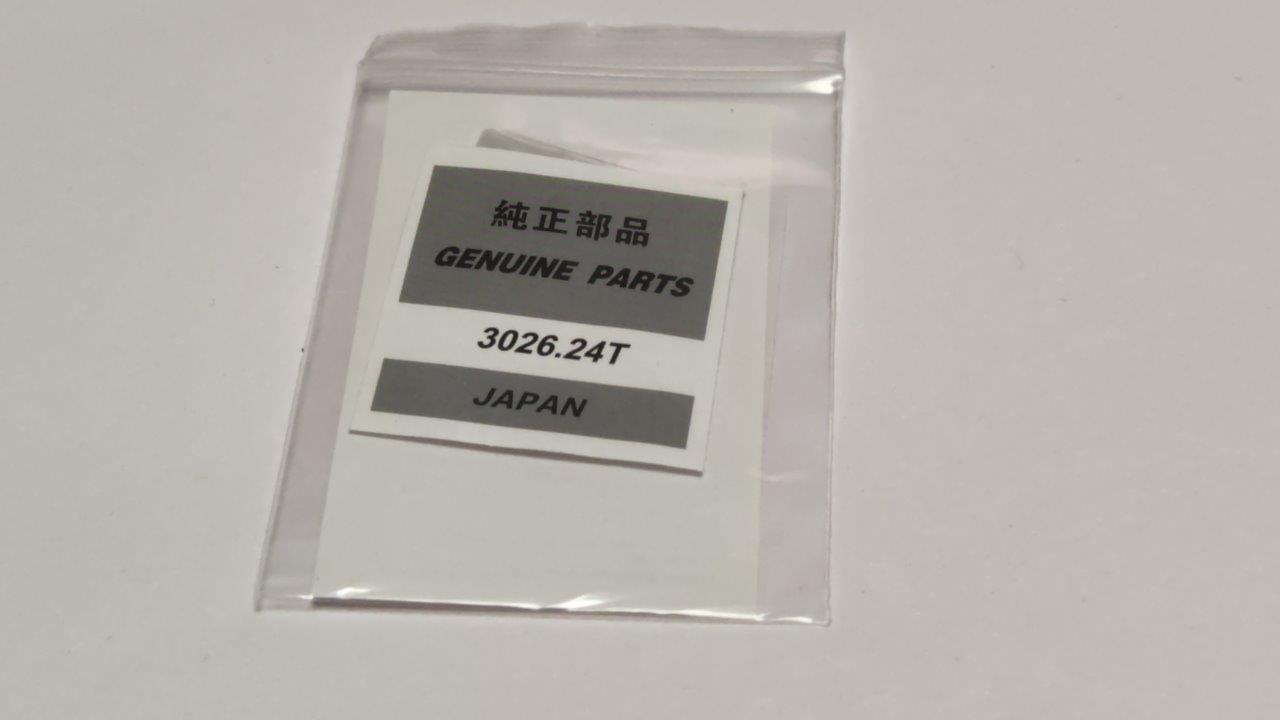 純正部品
GENUINE PARTS
3026.24T
JAPAN